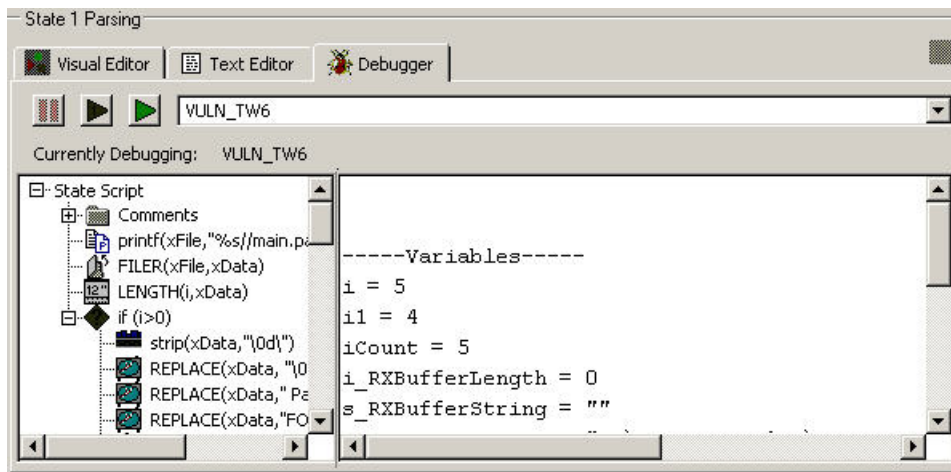 State 1 Parsing
Visual Editor
Text Editor
Debugger
VULN_TW6
Currently Debugging: VULN_TW6
State Script
Comments
printf(xFile,"%s//main.pa
FILER(xFile,xData)
LENGTH(i,xData)
if (i>0)
strip(xData,"\0d\")
REPLACE(xData, "\0
REPLACE(xData," Pa
REPLACE(xData,"FO
-----Variables-----
i = 5
i1 = 4
iCount = 5
i_RXBufferLength = 0
s_RXBufferString = ""